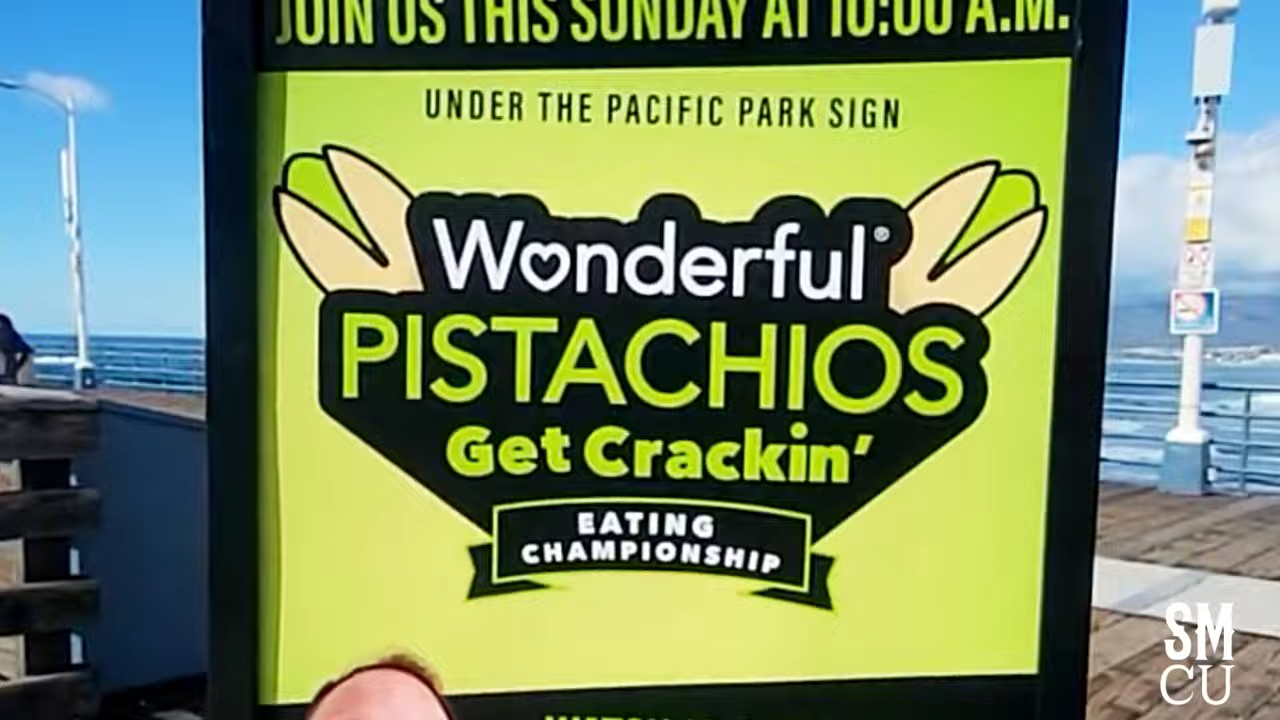 JOIN US THIS SUNDAY AT 10:00 A.M.
UNDER THE PACIFIC PARK SIGN
Wonderful®
PISTACHIOS
Get Crackin’
EATING
CHAMPIONSHIP
SM
CU